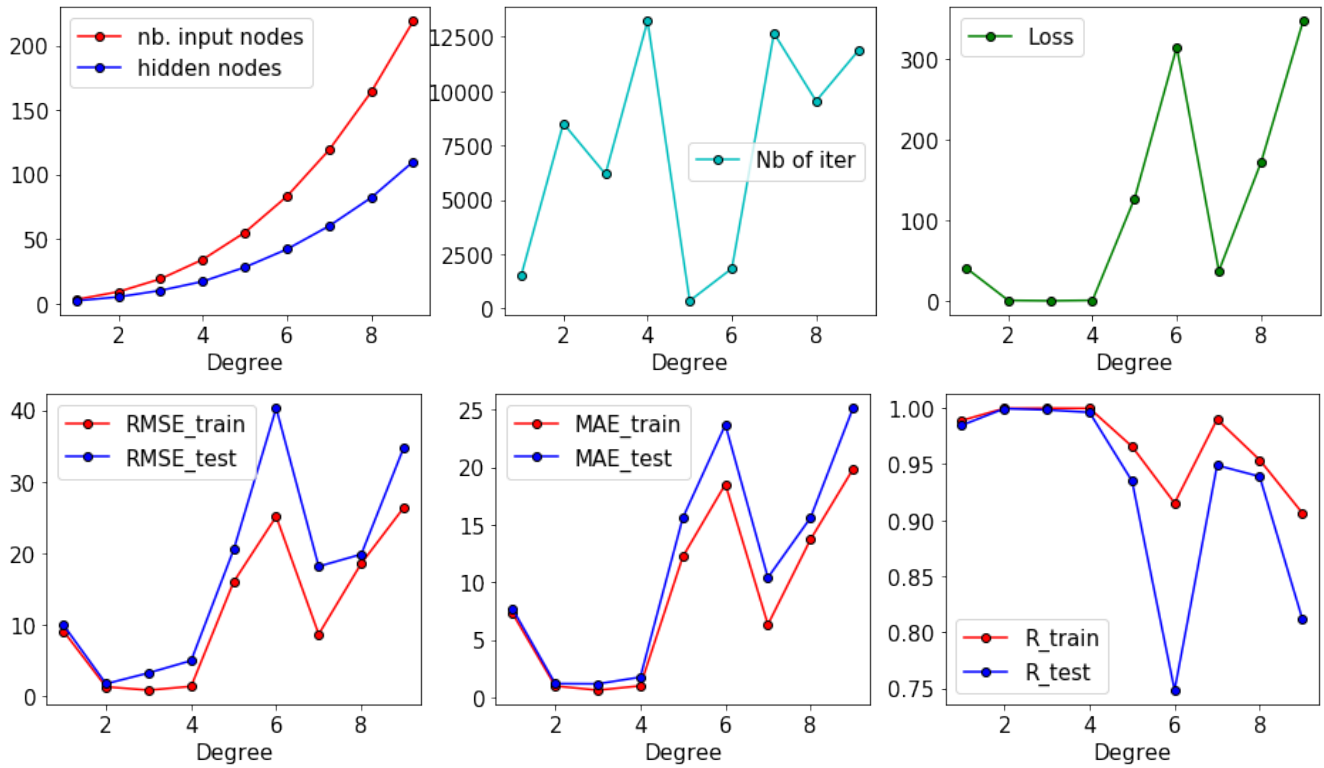 nb. input nodes
hidden nodes
200
150
100
50
0
2 4 6 8
Degree
Nb of iter
12500
10000
7500
5000
2500
0
2 4 6 8
Degree
Loss
300
200
100
0
2 4 6 8
Degree
RMSE_train
RMSE_test
40
30
20
10
0
2 4 6 8
Degree
MAE_train
MAE_test
25
20
15
10
5
0
2 4 6 8
Degree
1.00
0.95
0.90
0.85
0.80
0.75
R_train
R_test
2 4 6 8
Degree